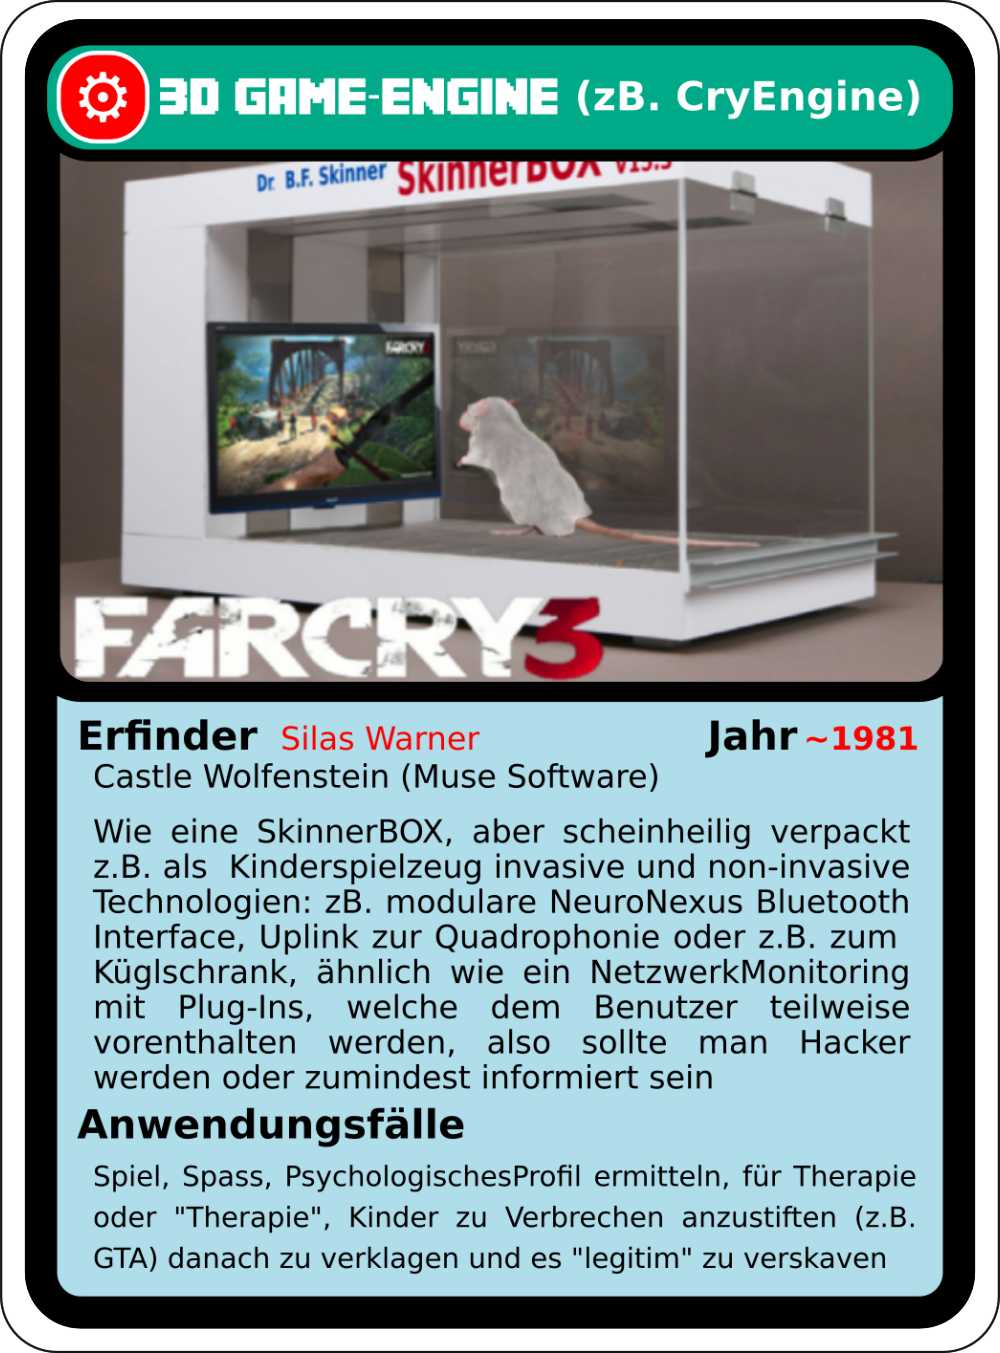 3D GAME-ENGINE (zB. CryEngine)
Dr. B.F. Skinner SkinnerBOX v13.3
FARCRY 3
FARCRY3
Erfinder Silas Warner Jahr ~1981
Castle Wolfenstein (Muse Software)
Wie eine SkinnerBOX, aber scheinheilig verpackt
z.B. als Kinderspielzeug invasive und non-invasive
Technologien: zB. modulare NeuroNexus Bluetooth
Interface, Uplink zur Quadrophonie oder z.B. zum
Küglschrank, ähnlich wie ein NetzwerkMonitoring
mit Plug-Ins, welche dem Benutzer teilweise
vorenthalten werden, also sollte man Hacker
werden oder zumindest informiert sein
Anwendungsfälle
Spiel, Spass, PsychologischesProfil ermitteln, für Therapie
oder "Therapie", Kinder zu Verbrechen anzustiften (z.B.
GTA) danach zu verklagen und es "legitim" zu verskaven